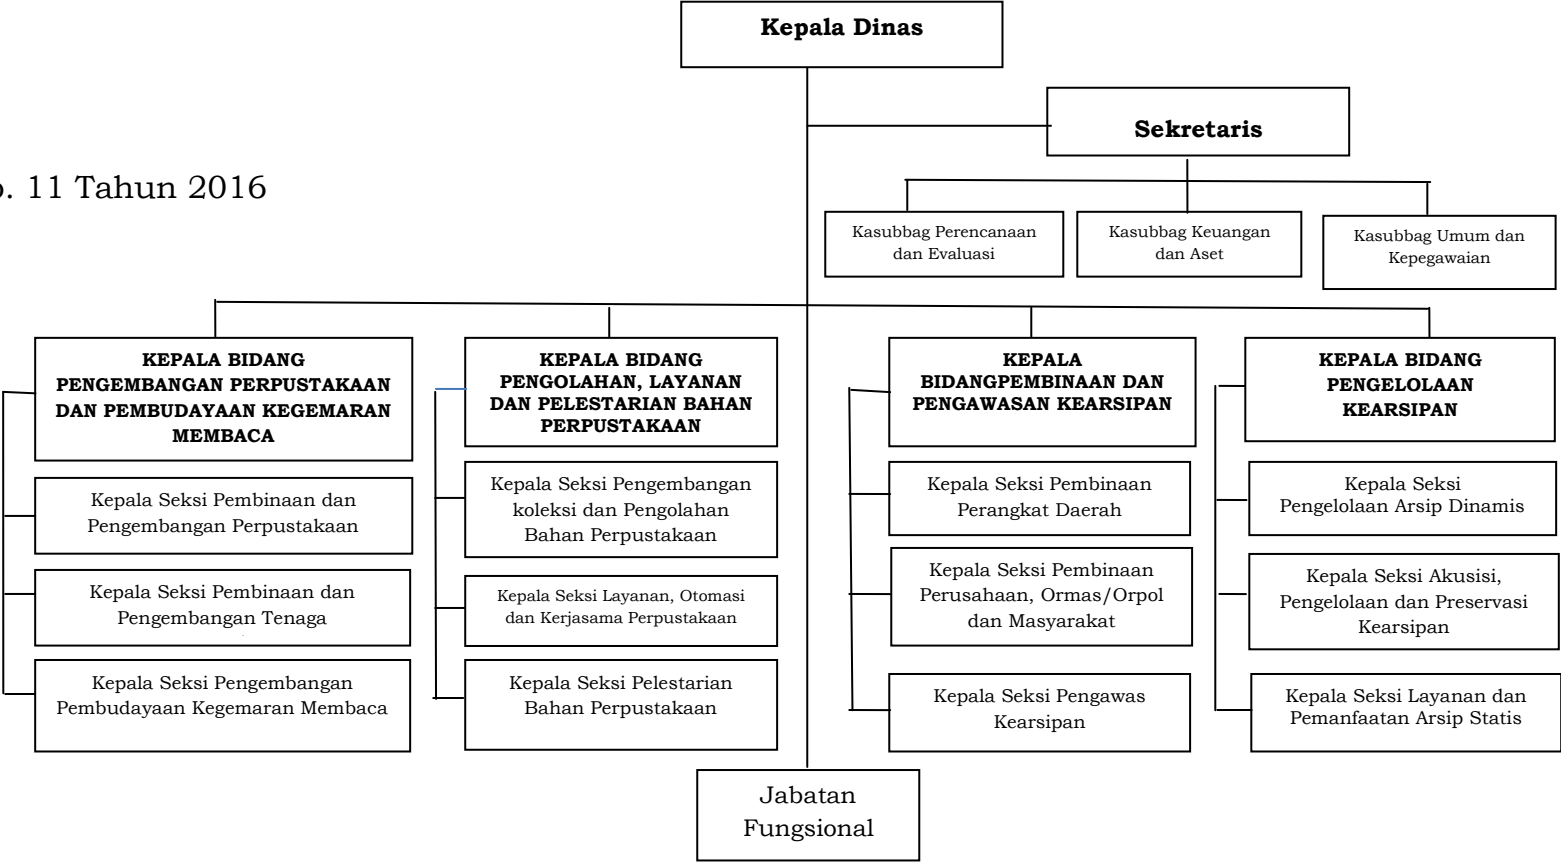 Kepala Dinas
Sekretaris
. 11 Tahun 2016
Kasubbag Perencanaan
dan Evaluasi
Kasubbag Keuangan
dan Aset
Kasubbag Umum dan
Kepegawaian
KEPALA BIDANG
PENGEMBANGAN PERPUSTAKAAN
DAN PEMBUDAYAAN KEGEMARAN
MEMBACA
Kepala Seksi Pembinaan dan
Pengembangan Perpustakaan
Kepala Seksi Pembinaan dan
Pengembangan Tenaga
Kepala Seksi Pengembangan
Pembudayaan Kegemaran Membaca
KEPALA BIDANG
PENGOLAHAN, LAYANAN
DAN PELESTARIAN BAHAN
PERPUSTAKAAN
Kepala Seksi Pengembangan
koleksi dan Pengolahan
Bahan Perpustakaan
Kepala Seksi Layanan, Otomasi
dan Kerjasama Perpustakaan
Kepala Seksi Pelestarian
Bahan Perpustakaan
KEPALA
BIDANGPEMBINAAN DAN
PENGAWASAN KEARSIPAN
Kepala Seksi Pembinaan
Perangkat Daerah
Kepala Seksi Pembinaan
Perusahaan, Ormas/Orpol
dan Masyarakat
Kepala Seksi Pengawas
Kearsipan
KEPALA BIDANG
PENGELOLAAN
KEARSIPAN
Kepala Seksi
Pengelolaan Arsip Dinamis
Kepala Seksi Akusisi,
Pengelolaan dan Preservasi
Kearsipan
Kepala Seksi Layanan dan
Pemanfaatan Arsip Statis
Jabatan
Fungsional